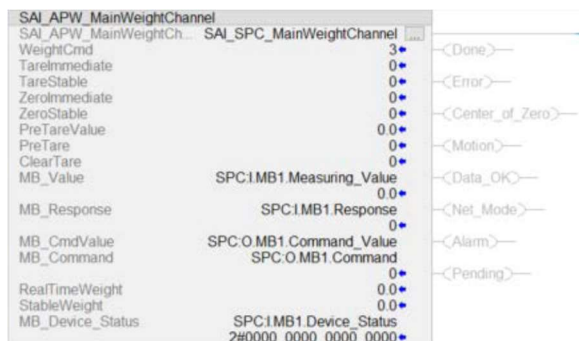 SAI_APW_MainWeightChannel
SAI_APW_MainWeightCh... SAI_SPC_MainWeightChannel ...
WeightCmd 3
TareImmediate 0
TareStable 0
ZeroImmediate 0
ZeroStable 0
PreTareValue 0.0
PreTare 0
ClearTare 0
MB_Value SPC:I.MB1.Measuring_Value
0.0
MB_Response SPC:I.MB1.Response
0
MB_CmdValue SPC:O.MB1.Command_Value
MB_Command SPC:O.MB1.Command
0
RealTimeWeight 0.0
StableWeight 0.0
MB_Device_Status SPC:I.MB1.Device_Status
2#0000_0000_0000_0000
Done
Error
Center_of_Zero
Motion
Data_OK
Net_Mode
Alarm
Pending